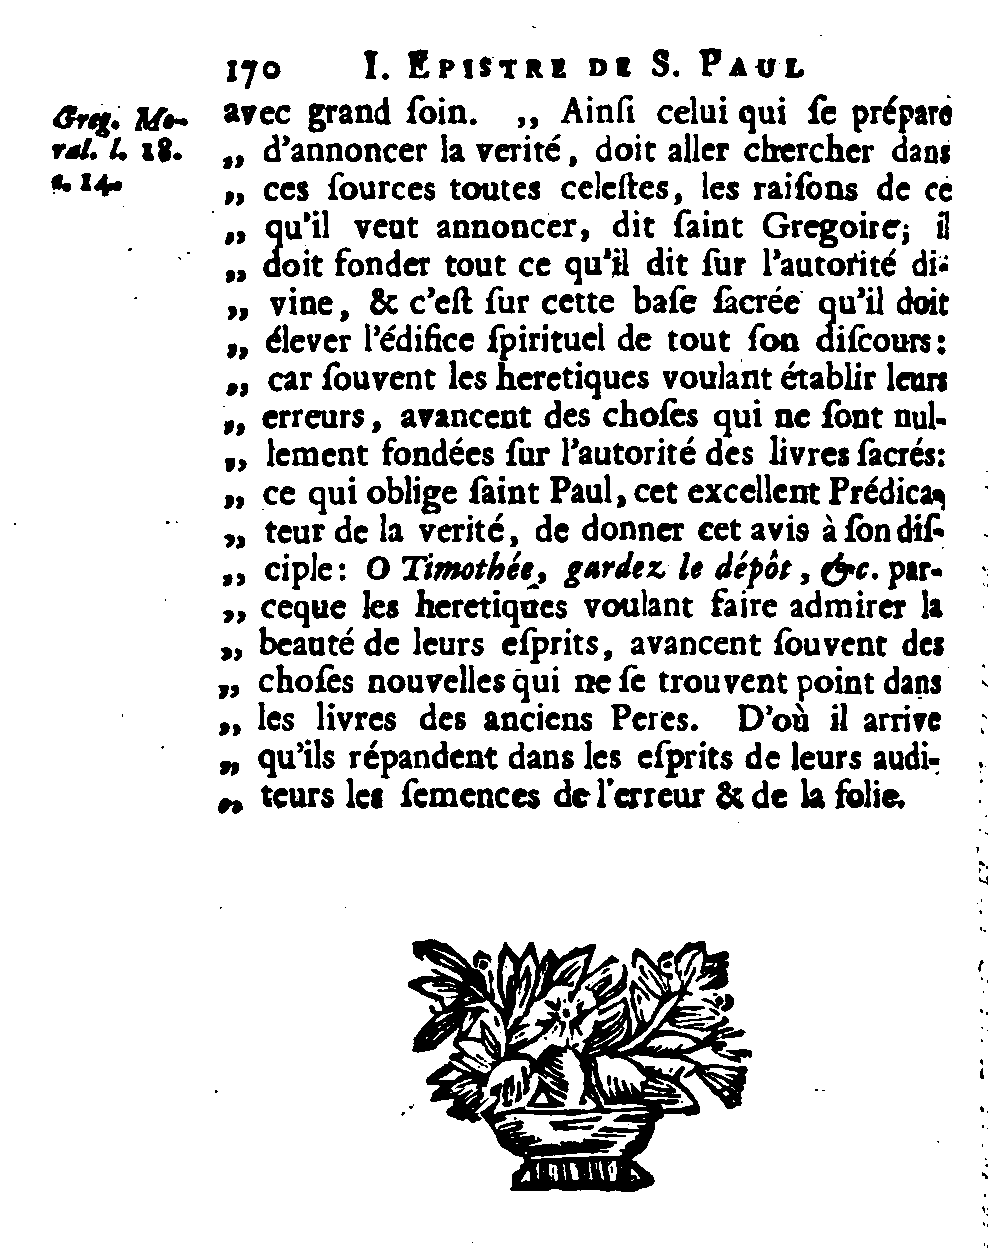 170 I. EPISTRE DE S. PAUL
Greg. Mo-
ral. l. 18.
c. 14.
avec grand ſoin. ,, Ainſi celui qui ſe prépare
,, d'annoncer la verité, doit aller chercher dans
,, ces ſources toutes celeſtes, les raiſons de ce
,, qu'il veut annoncer, dit ſaint Gregoire; il
,, doit fonder tout ce qu'il dit ſur l'autorité di-
,, vine, & c'eſt ſur cette baſe ſacrée qu'il doit
,, élever l'édifice ſpirituel de tout ſon diſcours:
,, car ſouvent les heretiques voulant établir leurs
,, erreurs, avancent des choſes qui ne ſont nul-
,, lement fondées ſur l'autorité des livres ſacrés:
,, ce qui oblige ſaint Paul, cet excellent Prédica-
,, teur de la verité, de donner cet avis à ſon diſ-
,, ciple: O Timothée, gardez le dépôt, &c. par-
,, ceque les heretiques voulant faire admirer la
,, beauté de leurs eſprits, avancent ſouvent des
,, choſes nouvelles qui ne ſe trouvent point dans
,, les livres des anciens Peres. D'où il arrive
,, qu'ils répandent dans les eſprits de leurs audi-
,, teurs les ſemences de l'erreur & de la folie.